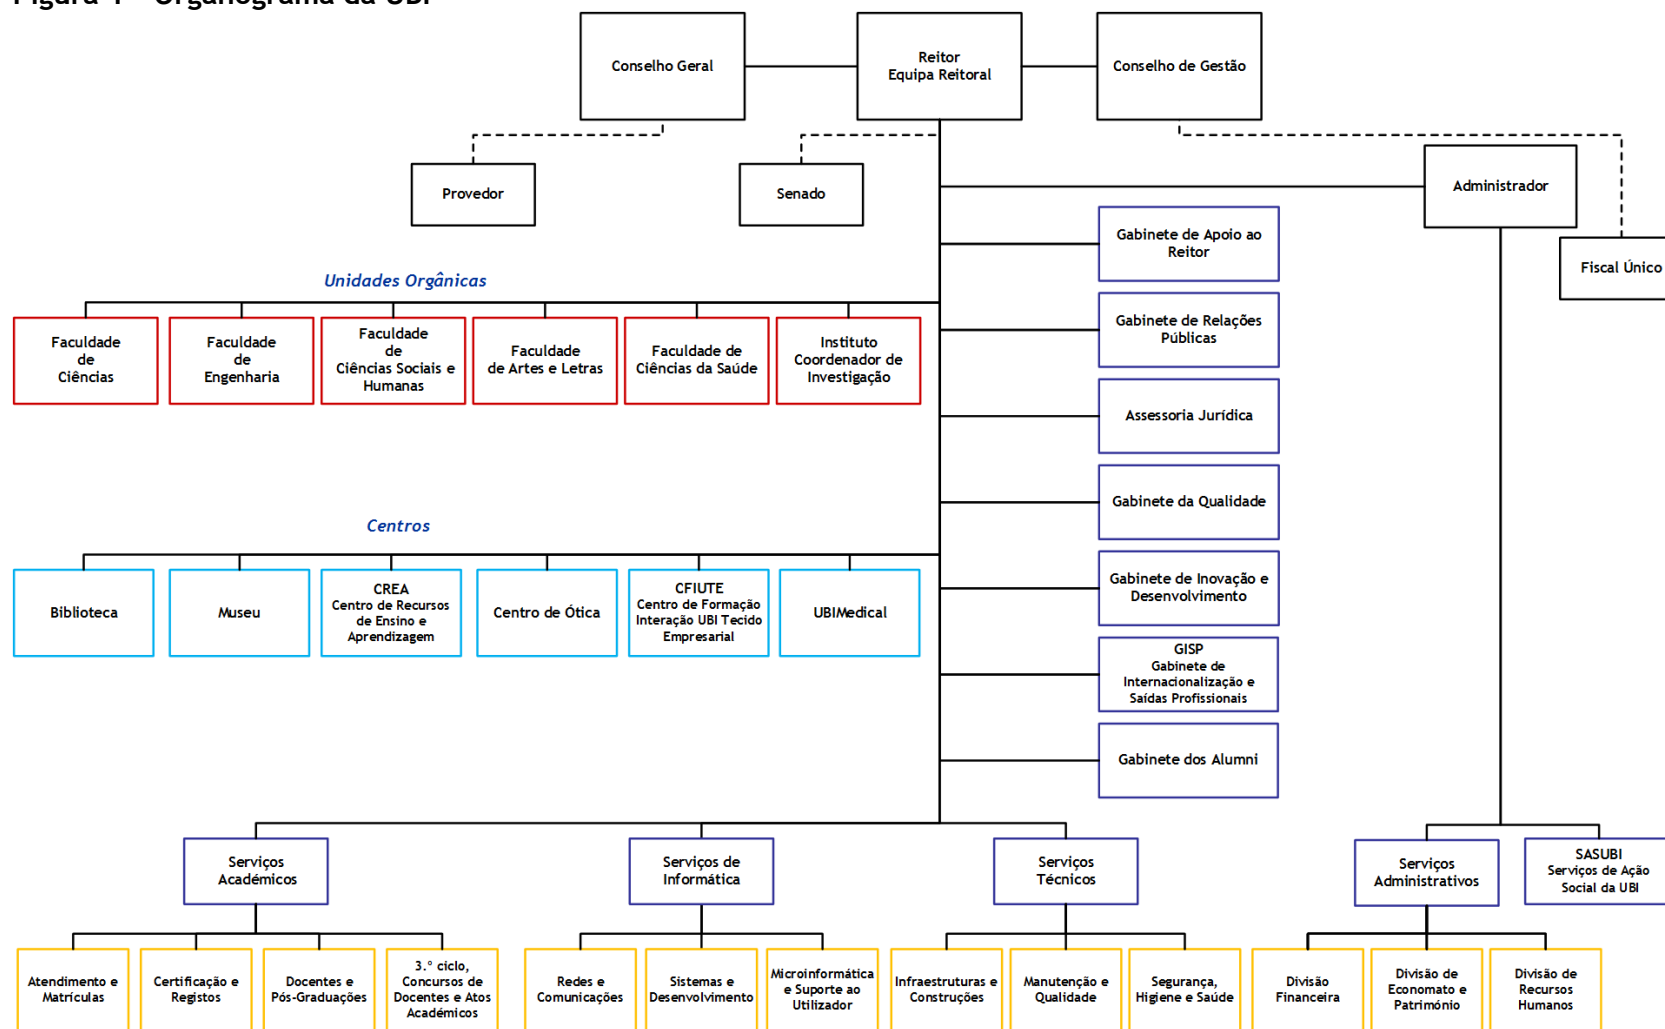 Figura 1 - Organograma da UBI
Conselho Geral
Reitor
Equipa Reitoral
Conselho de Gestão
Provedor
Senado
Administrador
Fiscal Único
Gabinete de Apoio ao
Reitor
Gabinete de Relações
Públicas
Assessoria Jurídica
Gabinete da Qualidade
Gabinete de Inovação e
Desenvolvimento
GISP
Gabinete de
Internacionalização e
Saídas Profissionais
Gabinete dos Alumni
Unidades Orgânicas
Faculdade
de
Ciências
Faculdade
de
Engenharia
Faculdade
de
Ciências Sociais e
Humanas
Faculdade
de Artes e Letras
Faculdade de
Ciências da Saúde
Instituto
Coordenador de
Investigação
Centros
Biblioteca
Museu
CREA
Centro de Recursos
de Ensino e
Aprendizagem
Centro de Ótica
CFIUTE
Centro de Formação
Interação UBI Tecido
Empresarial
UBIMedical
Serviços
Académicos
Serviços de
Informática
Serviços
Técnicos
Serviços
Administrativos
SASUBI
Serviços de Ação
Social da UBI
Atendimento e
Matrículas
Certificação e
Registos
Docentes e
Pós-Graduações
3.º ciclo,
Concursos de
Docentes e Atos
Académicos
Redes e
Comunicações
Sistemas e
Desenvolvimento
Microinformática
e Suporte ao
Utilizador
Infraestruturas e
Construções
Manutenção e
Qualidade
Segurança,
Higiene e Saúde
Divisão
Financeira
Divisão de
Economato e
Património
Divisão de
Recursos
Humanos